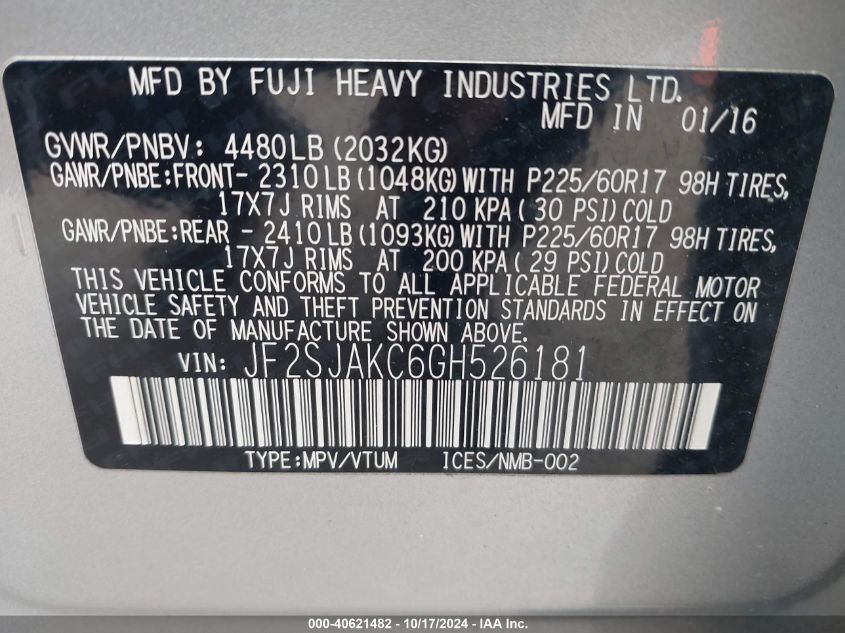 MFD BY FUJI HEAVY INDUSTRIES LTD.
MFD IN 01/16
GVWR/PNBV: 4480LB (2032KG)
GAWR/PNBE:FRONT- 2310LB (1048KG) WITH P225/60R17 98H TIRES,
17X7J RIMS AT 210 KPA ( 30 PSI) COLD
GAWR/PNBE:REAR - 2410LB (1093KG) WITH P225/60R17 98H TIRES,
17X7J RIMS AT 200 KPA ( 29 PSI) COLD
THIS VEHICLE CONFORMS TO ALL APPLICABLE FEDERAL MOTOR
VEHICLE SAFETY AND THEFT PREVENTION STANDARDS IN EFFECT ON
THE DATE OF MANUFACTURE SHOWN ABOVE.
VIN: JF2SJAKC6GH526181
TYPE:MPV/VTUM ICES/NMB-002
000-40621482 - 10/17/2024 - IAA Inc.